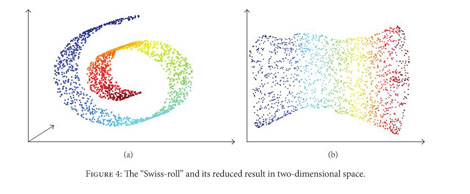 (a)
(b)
FIGURE 4: The "Swiss-roll" and its reduced result in two-dimensional space.